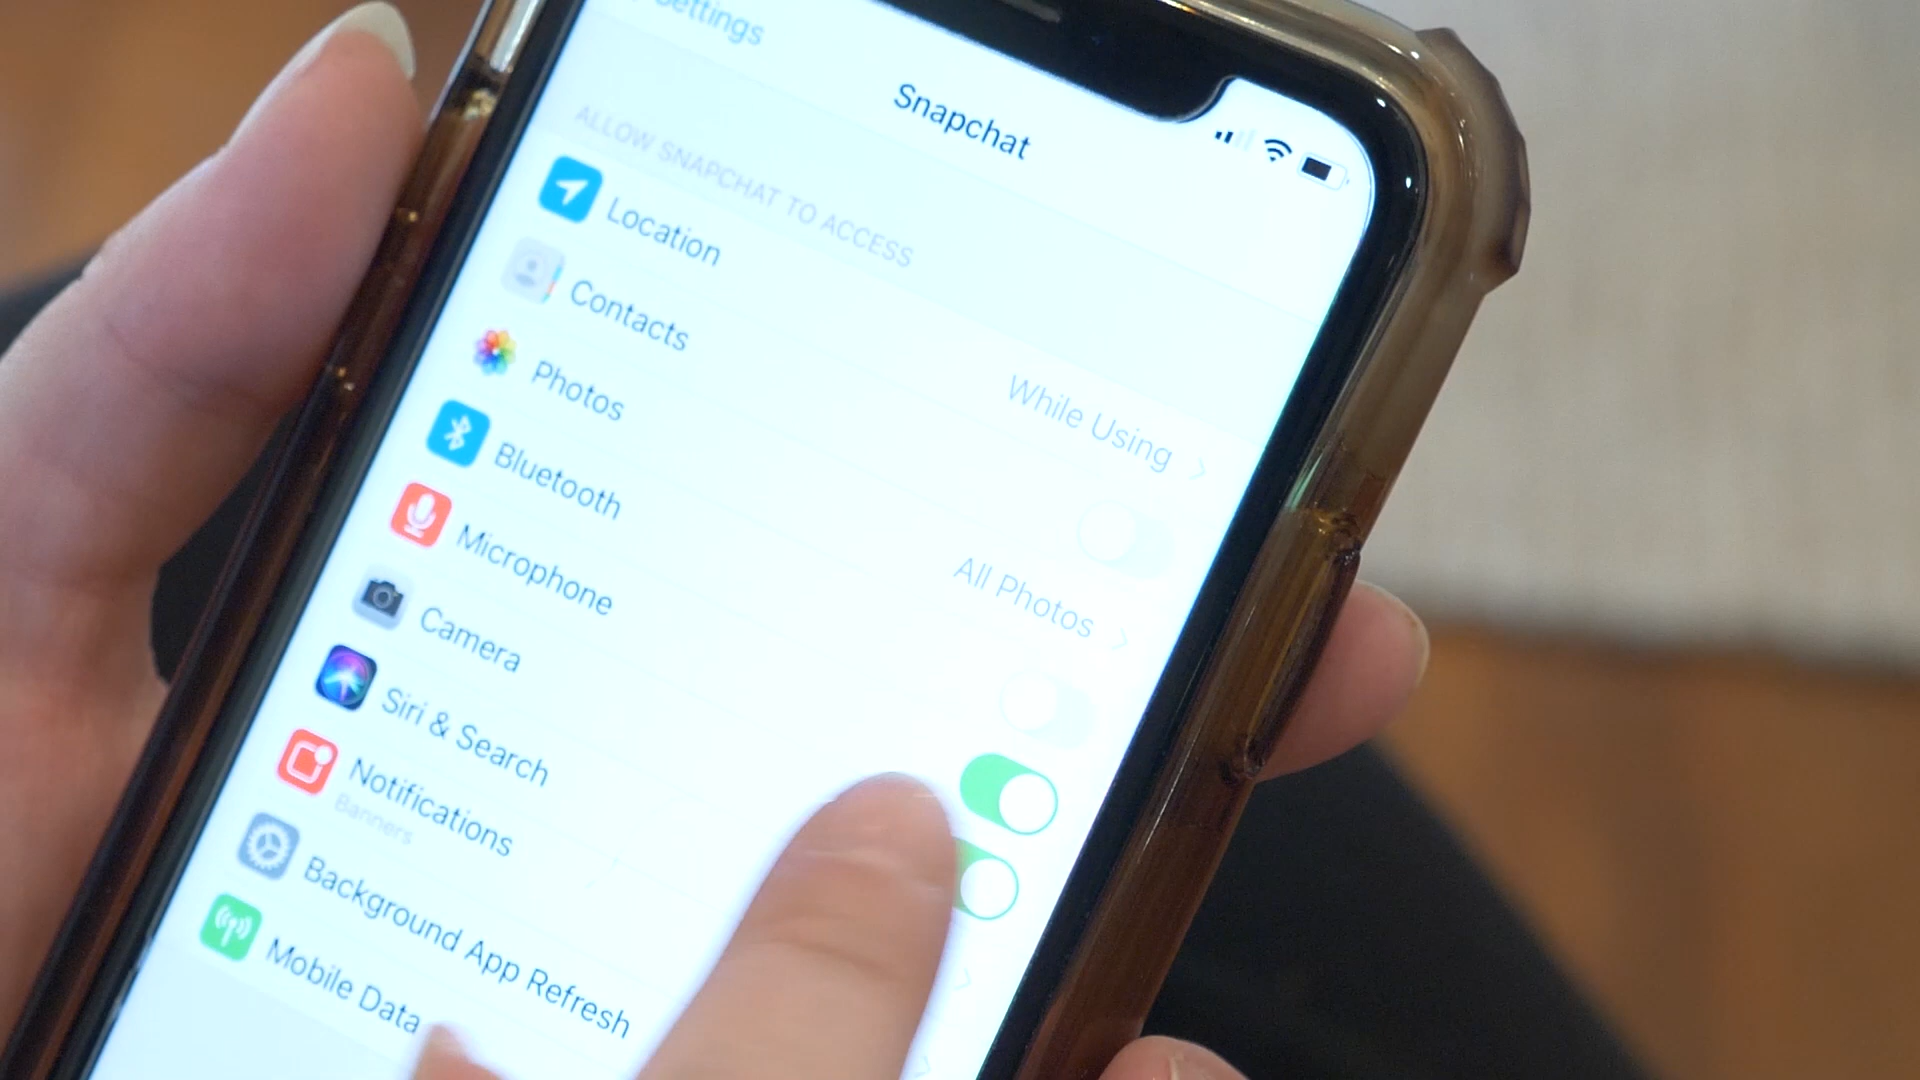 Settings
Snapchat
ALLOW SNAPCHAT TO ACCESS
Location
While Using
Contacts
Photos
All Photos
Bluetooth
Microphone
Camera
Siri & Search
Notifications
Banners
Background App Refresh
Mobile Data